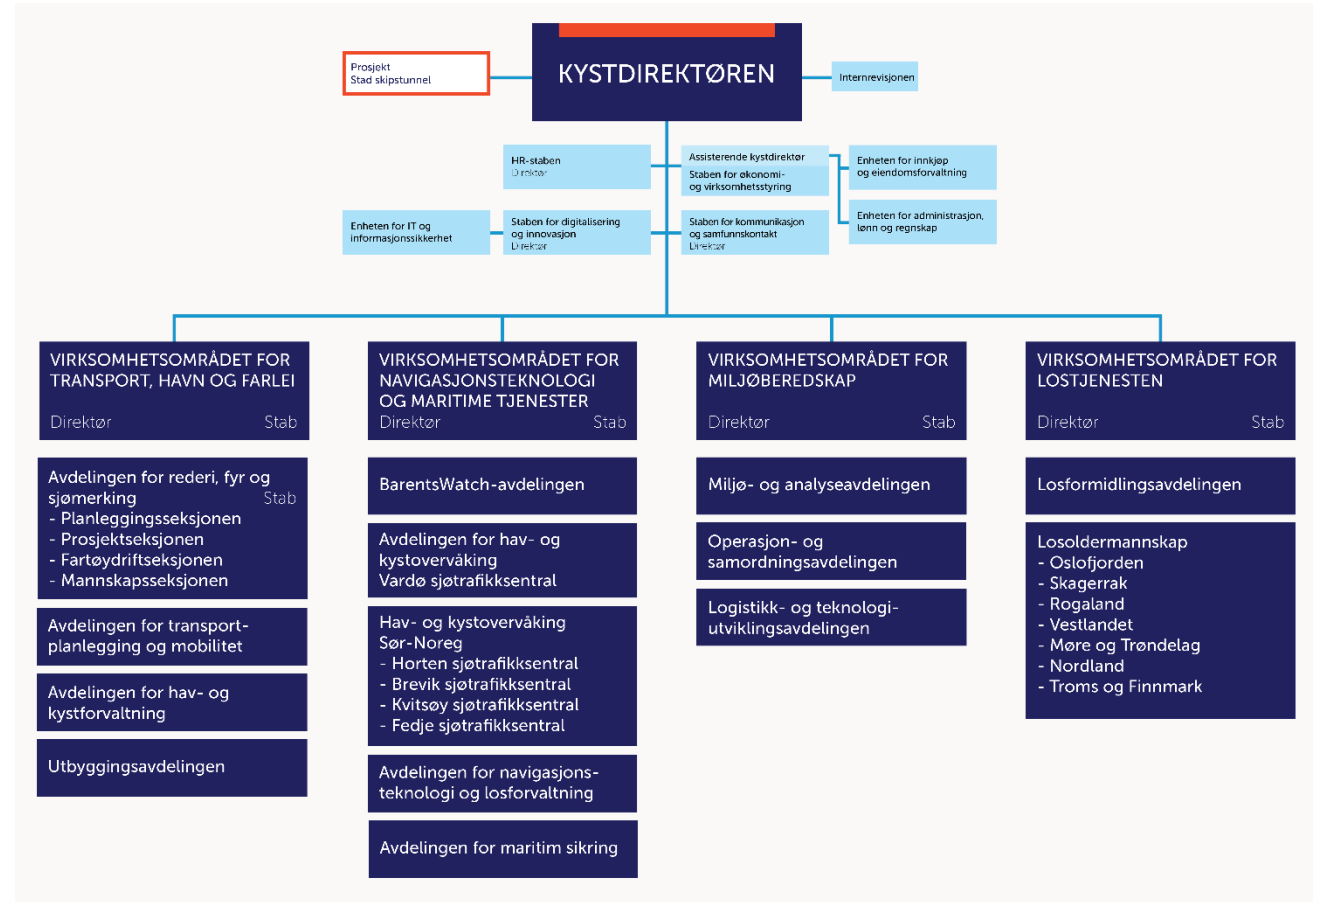 KYSTDIREKTØREN
Prosjekt
Stad skipstunnel
Internrevisjonen
HR-staben
Direktør
Assisterende kystdirektør
Staben for økonomi-
og virksomhetsstyring
Enheten for innkjøp
og eiendomsforvaltning
Enheten for IT og
informasjonssikkerhet
Staben for digitalisering
og innovasjon
Direktør
Staben for kommunikasjon
og samfunnskontakt
Direktør
Enheten for administrasjon,
lønn og regnskap
VIRKSOMHETSOMRÅDET FOR
TRANSPORT, HAVN OG FARLEI
Direktør Stab
Avdelingen for rederi, fyr og
sjømerking Stab
- Planleggingsseksjonen
- Prosjektseksjonen
- Fartøydriftseksjonen
- Mannskapsseksjonen
Avdelingen for transport-
planlegging og mobilitet
Avdelingen for hav- og
kystforvaltning
Utbyggingsavdelingen
VIRKSOMHETSOMRÅDET FOR
NAVIGASJONSTEKNOLOGI
OG MARITIME TJENESTER
Direktør Stab
BarentsWatch-avdelingen
Avdelingen for hav- og
kystovervåking
Vardø sjøtrafikksentral
Hav- og kystovervåking
Sør-Noreg
- Horten sjøtrafikksentral
- Brevik sjøtrafikksentral
- Kvitsøy sjøtrafikksentral
- Fedje sjøtrafikksentral
Avdelingen for navigasjons-
teknologi og losforvaltning
Avdelingen for maritim sikring
VIRKSOMHETSOMRÅDET FOR
MILJØBEREDSKAP
Direktør Stab
Miljø- og analyseavdelingen
Operasjon- og
samordningsavdelingen
Logistikk- og teknologi-
utviklingsavdelingen
VIRKSOMHETSOMRÅDET FOR
LOSTJENESTEN
Direktør Stab
Losformidlingsavdelingen
Losoldermannskap
- Oslofjorden
- Skagerrak
- Rogaland
- Vestlandet
- Møre og Trøndelag
- Nordland
- Troms og Finnmark